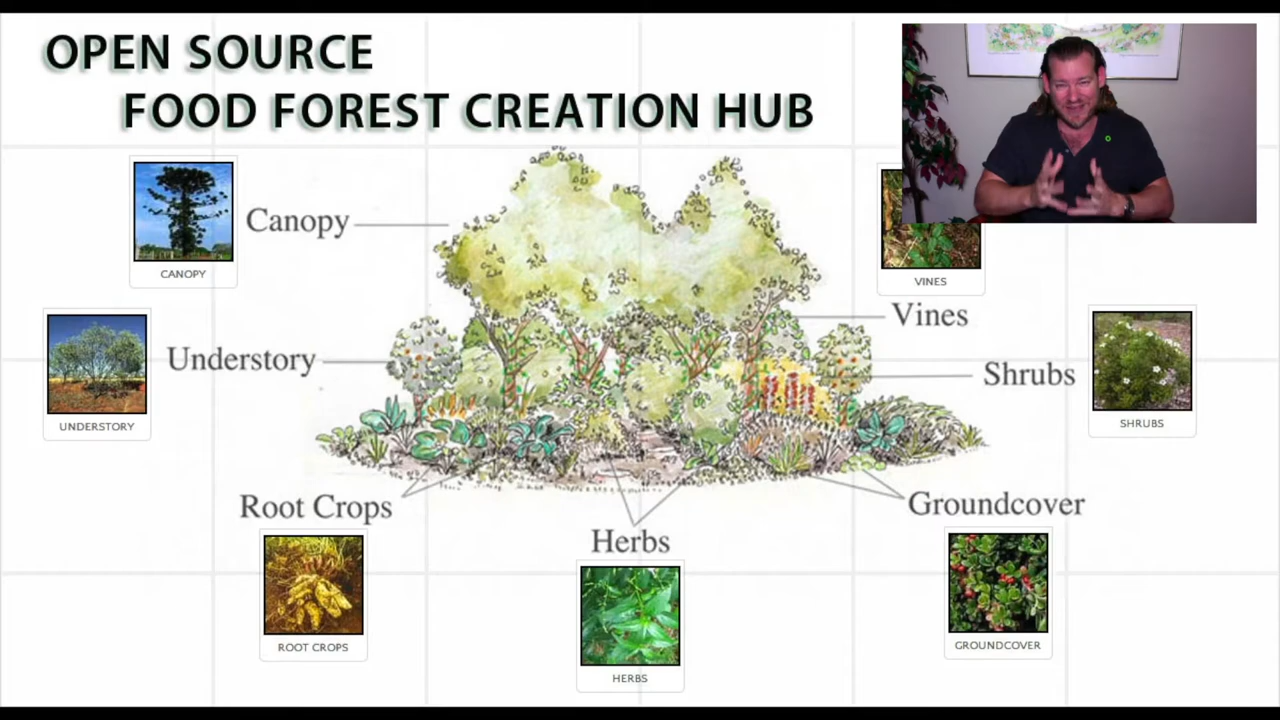 OPEN SOURCE
FOOD FOREST CREATION HUB
Canopy
CANOPY
VINES
Vines
Understory
UNDERSTORY
Shrubs
SHRUBS
Root Crops
ROOT CROPS
Herbs
HERBS
Groundcover
GROUNDCOVER